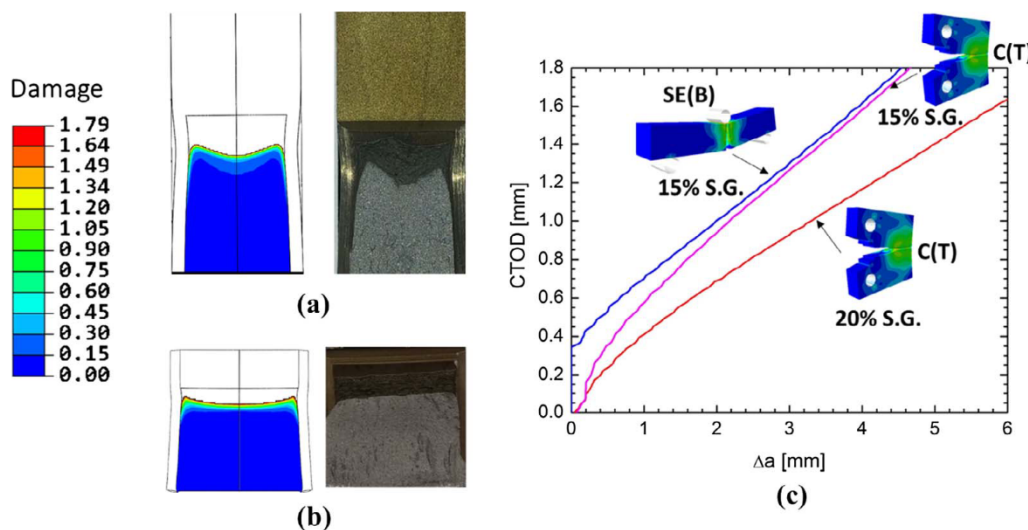 Damage
1.79
1.64
1.49
1.34
1.20
1.05
0.90
0.75
0.60
0.45
0.30
0.15
0.00
(a)
(b)
CTOD [mm]
1.8
1.6
1.4
1.2
1.0
0.8
0.6
0.4
0.2
0.0
SE(B)
15% S.G.
C(T)
15% S.G.
C(T)
20% S.G.
0 1 2 3 4 5 6
Δa [mm]
(c)